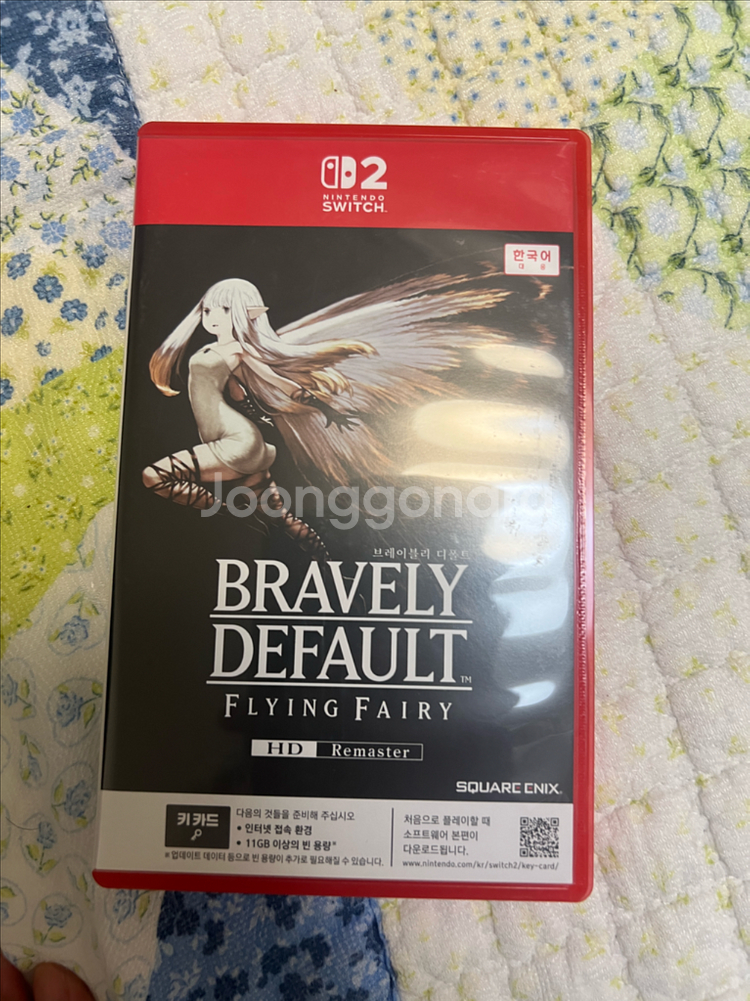 2
NINTENDO
SWITCH™
한국어
대 응
Joonggonara
브레이블리 디폴트
BRAVELY
DEFAULT™
FLYING FAIRY
HD Remaster
SQUARE ENIX.
키 카드
다음의 것들을 준비해 주십시오
• 인터넷 접속 환경
• 11GB 이상의 빈 용량*
*업데이트 데이터 등으로 빈 용량이 추가로 필요해질 수 있습니다.
처음으로 플레이할 때
소프트웨어 본편이
다운로드됩니다.
www.nintendo.com/kr/switch2/key-card/